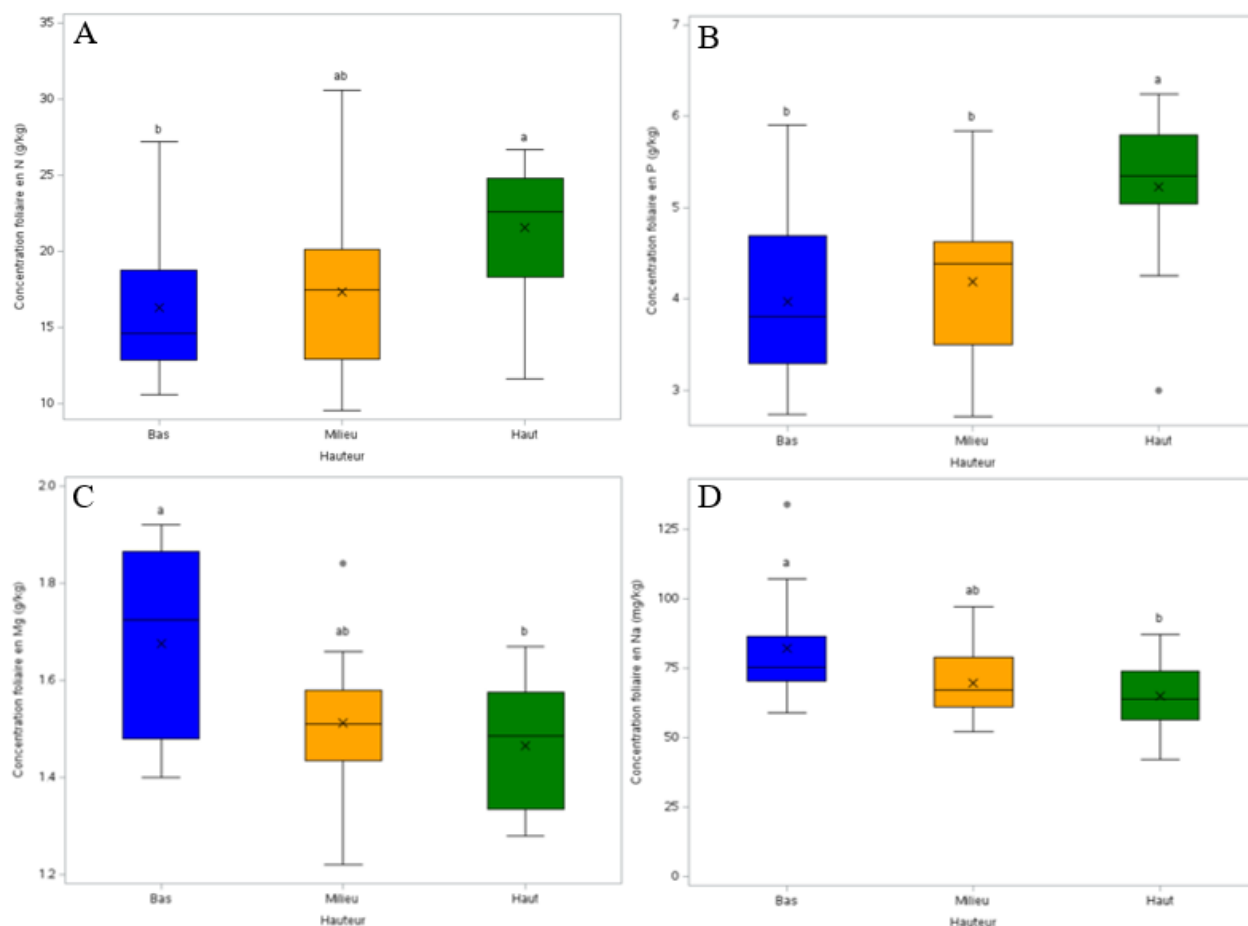 A
Concentration foliaire en N (g/kg)
35
30
25
20
15
10
b
ab
a
Bas
Milieu
Haut
Hauteur
B
Concentration foliaire en P (g/kg)
7
6
5
4
3
b
b
a
Bas
Milieu
Haut
Hauteur
C
Concentration foliaire en Mg (g/kg)
2.0
1.8
1.6
1.4
1.2
a
ab
b
Bas
Milieu
Haut
Hauteur
D
Concentration foliaire en Na (mg/kg)
125
100
75
50
25
0
a
ab
b
Bas
Milieu
Haut
Hauteur